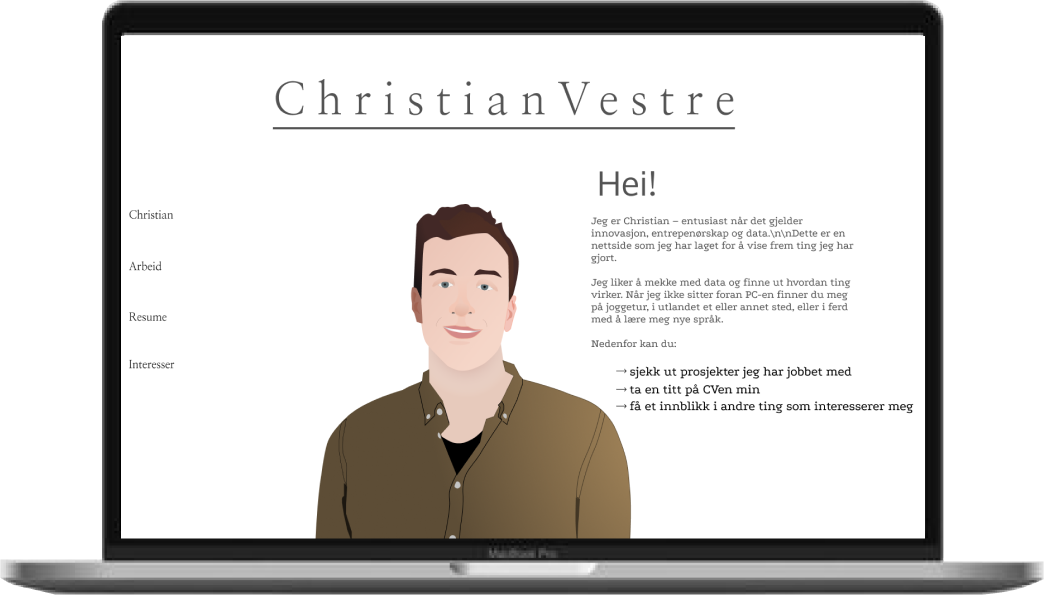 Christian Vestre
Hei!
Christian
Arbeid
Resume
Interesser
Jeg er Christian – entusiast når det gjelder
innovasjon, entrepenørskap og data.\n\nDette er en
nettside som jeg har laget for å vise frem ting jeg har
gjort.
Jeg liker å mekke med data og finne ut hvordan ting
virker. Når jeg ikke sitter foran PC-en finner du meg
på joggetur, i utlandet et eller annet sted, eller i ferd
med å lære meg nye språk.
Nedenfor kan du:
→ sjekk ut prosjekter jeg har jobbet med
→ ta en titt på CVen min
→ få et innblikk i andre ting som interesserer meg
MacBook Pro